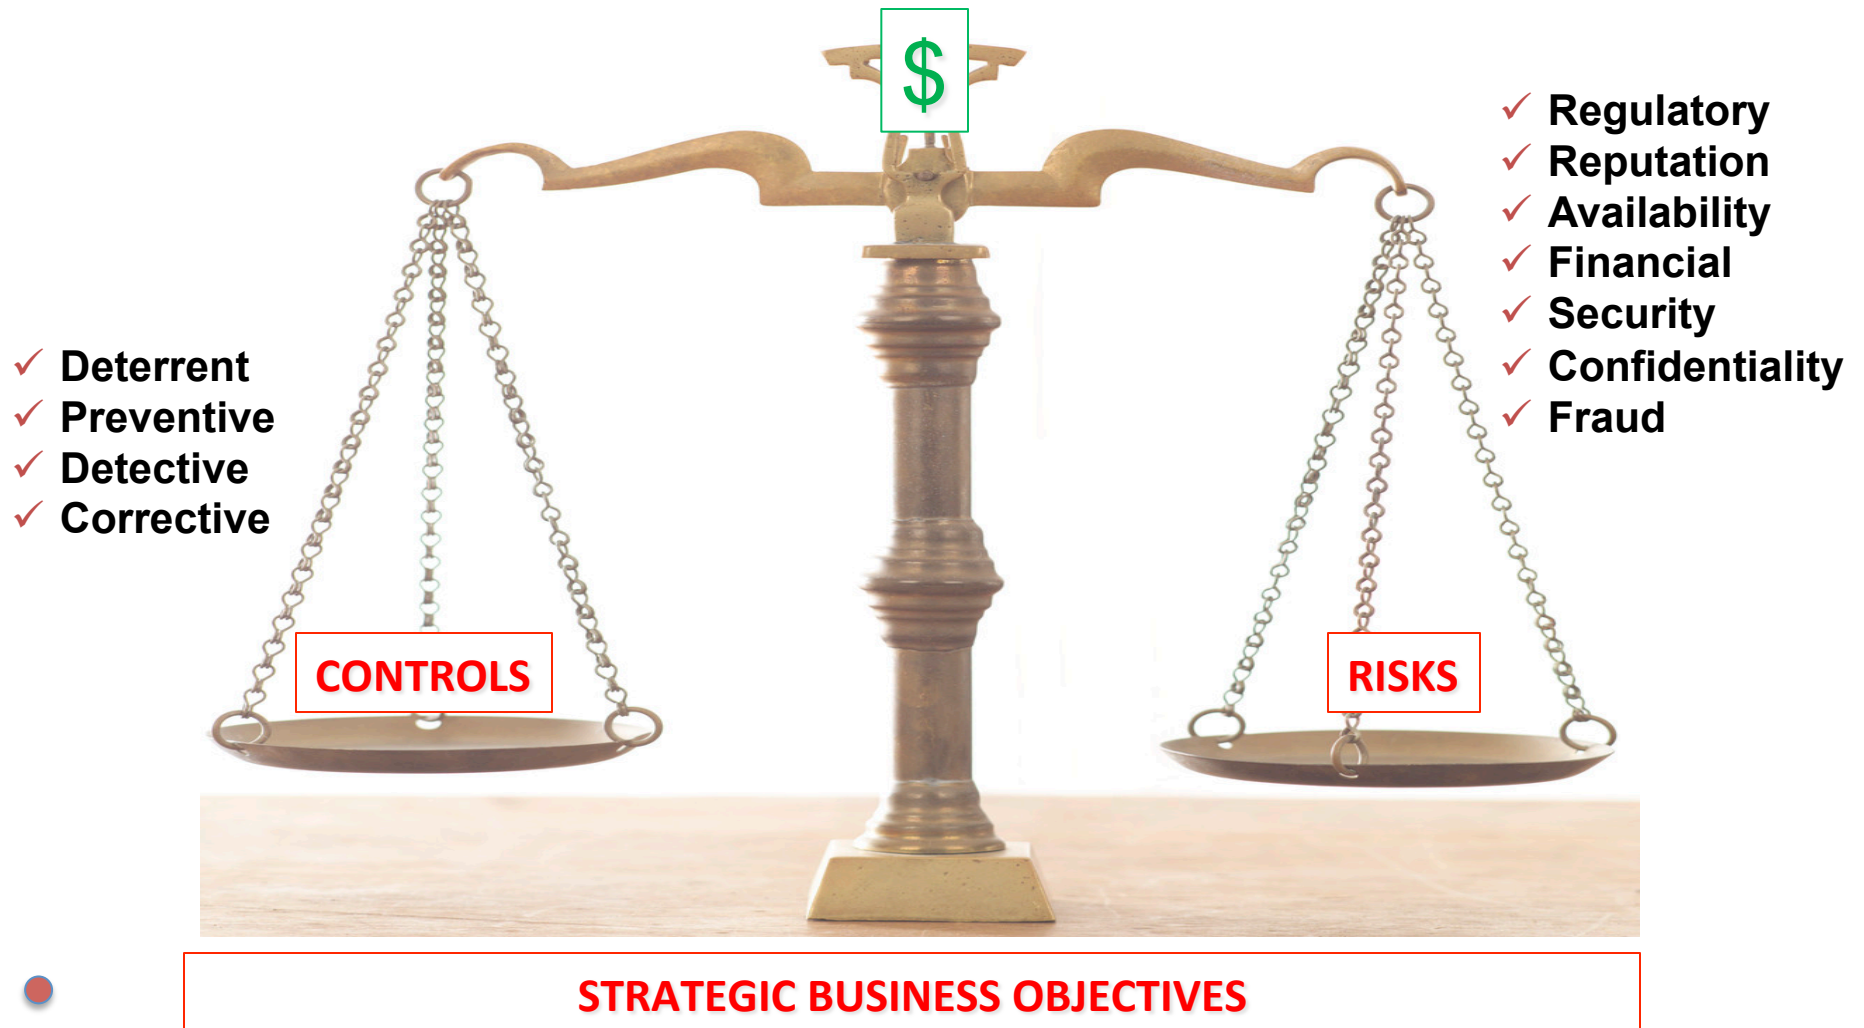 $
Regulatory
Reputation
Availability
Financial
Security
Confidentiality
Fraud
Deterrent
Preventive
Detective
Corrective
CONTROLS
RISKS
STRATEGIC BUSINESS OBJECTIVES